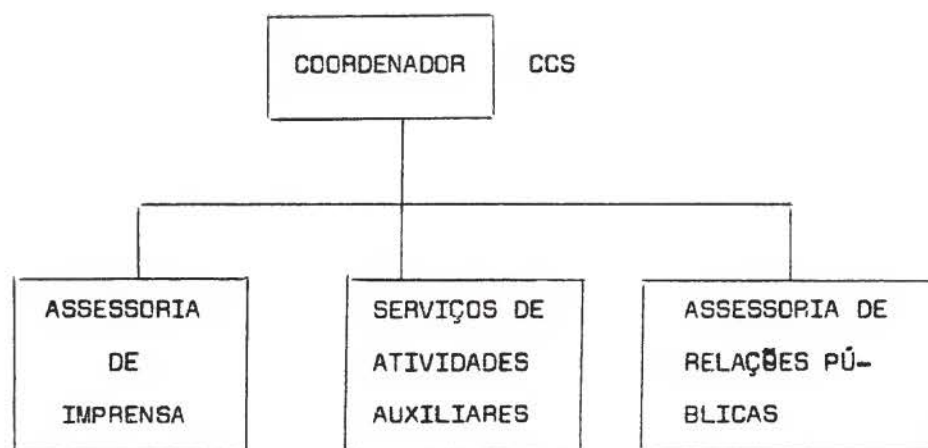 COORDENADOR CCS
ASSESSORIA
DE
IMPRENSA
SERVIÇOS DE
ATIVIDADES
AUXILIARES
ASSESSORIA DE
RELAÇÕES PÚ-
BLICAS